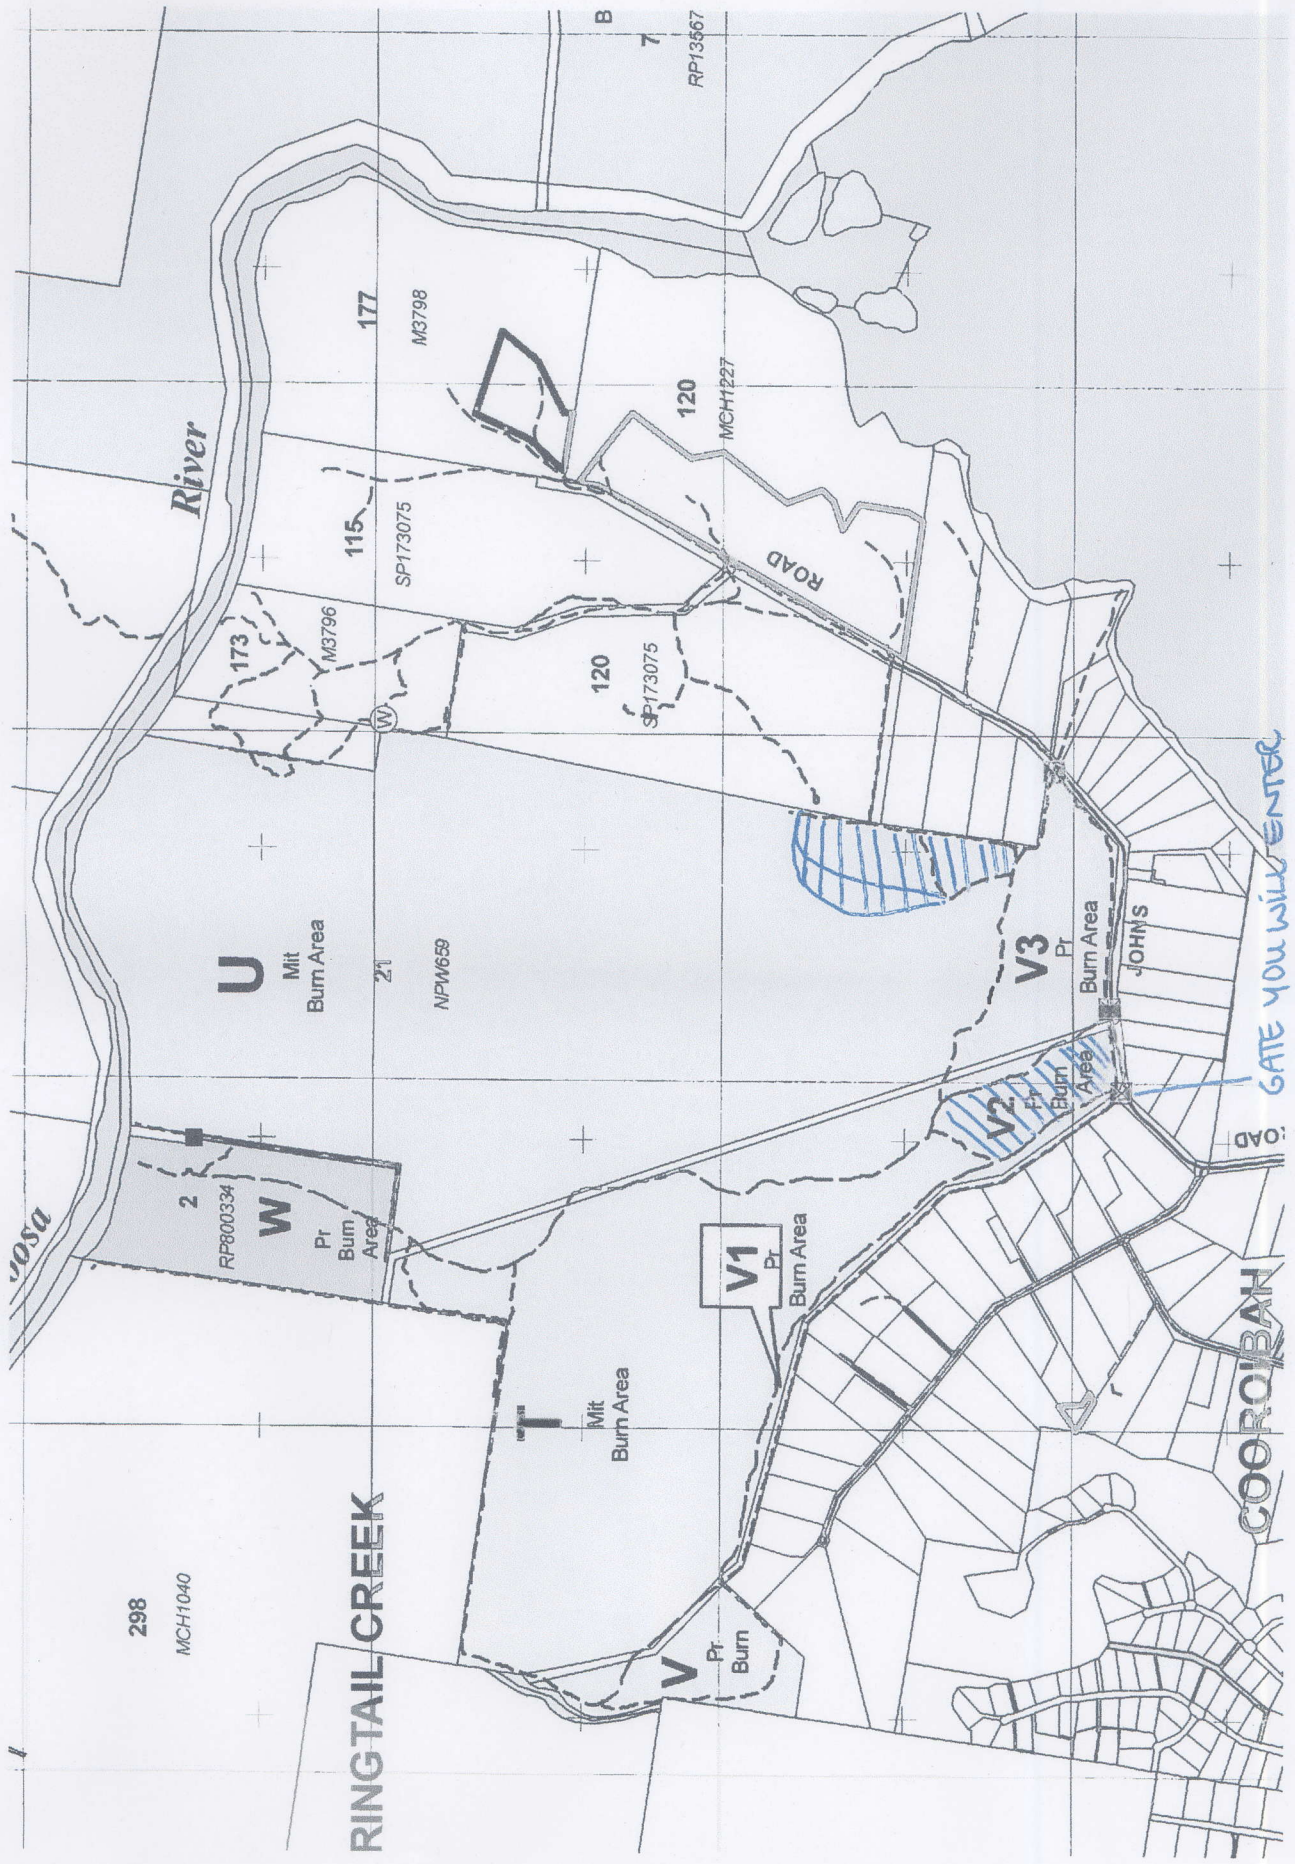 298
MCH1040
RINGTAIL CREEK
River
2
RP800334
W
Pr
Burn
Area
U
Mit
Burn Area
21
NPW659
173
M3796
W
115
SP173075
177
M3798
B
7
RP13567
120
SP173075
120
MCH1227
ROAD
Mit
Burn Area
V
Pr
Burn
V1
Pr
Burn Area
V2
Pr
Burn
Area
V3
Pr
Burn Area
JOHNS
COOROIBAH
GATE YOU WILL ENTER